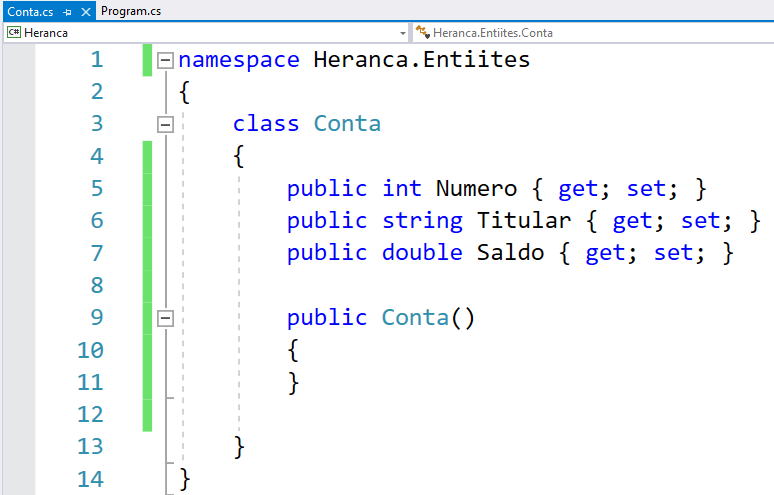 Conta.cs Program.cs
C# Heranca Heranca.Entiites.Conta
1 namespace Heranca.Entiites
2 {
3 class Conta
4 {
5 public int Numero { get; set; }
6 public string Titular { get; set; }
7 public double Saldo { get; set; }
8
9 public Conta()
10 {
11 }
12
13 }
14 }